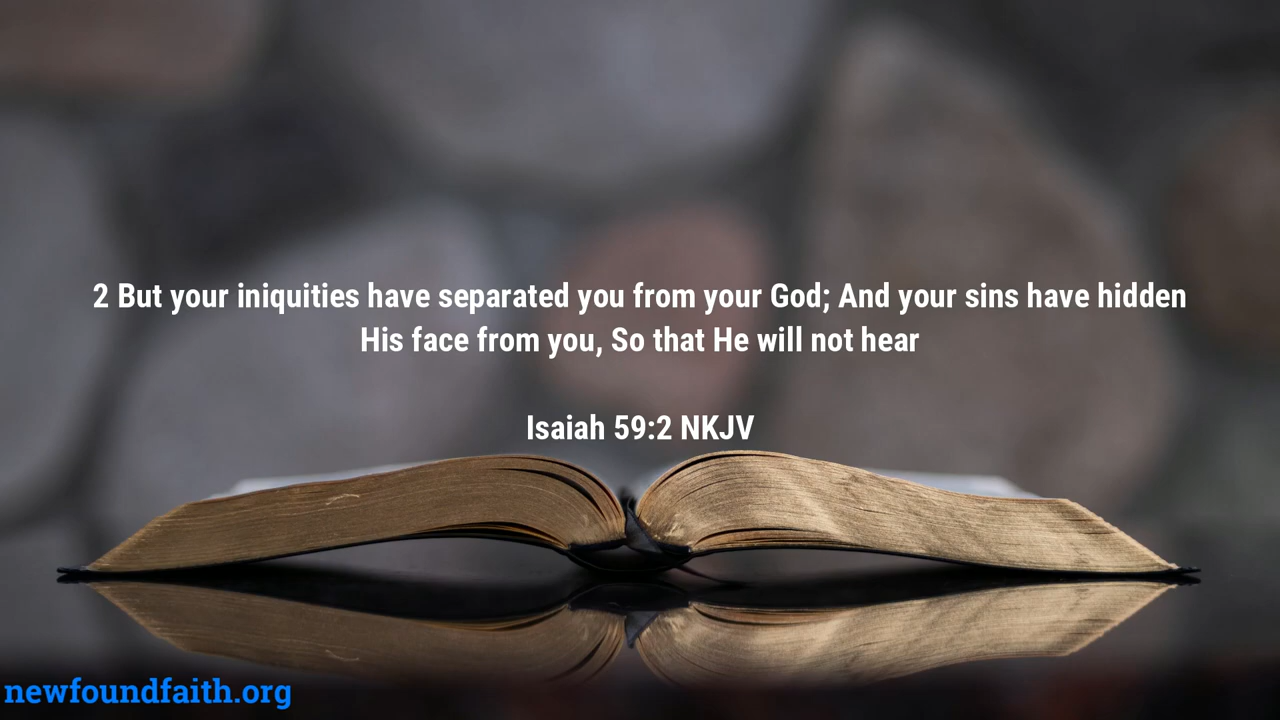 2 But your iniquities have separated you from your God; And your sins have hidden
His face from you, So that He will not hear
Isaiah 59:2 NKJV
newfoundfaith.org